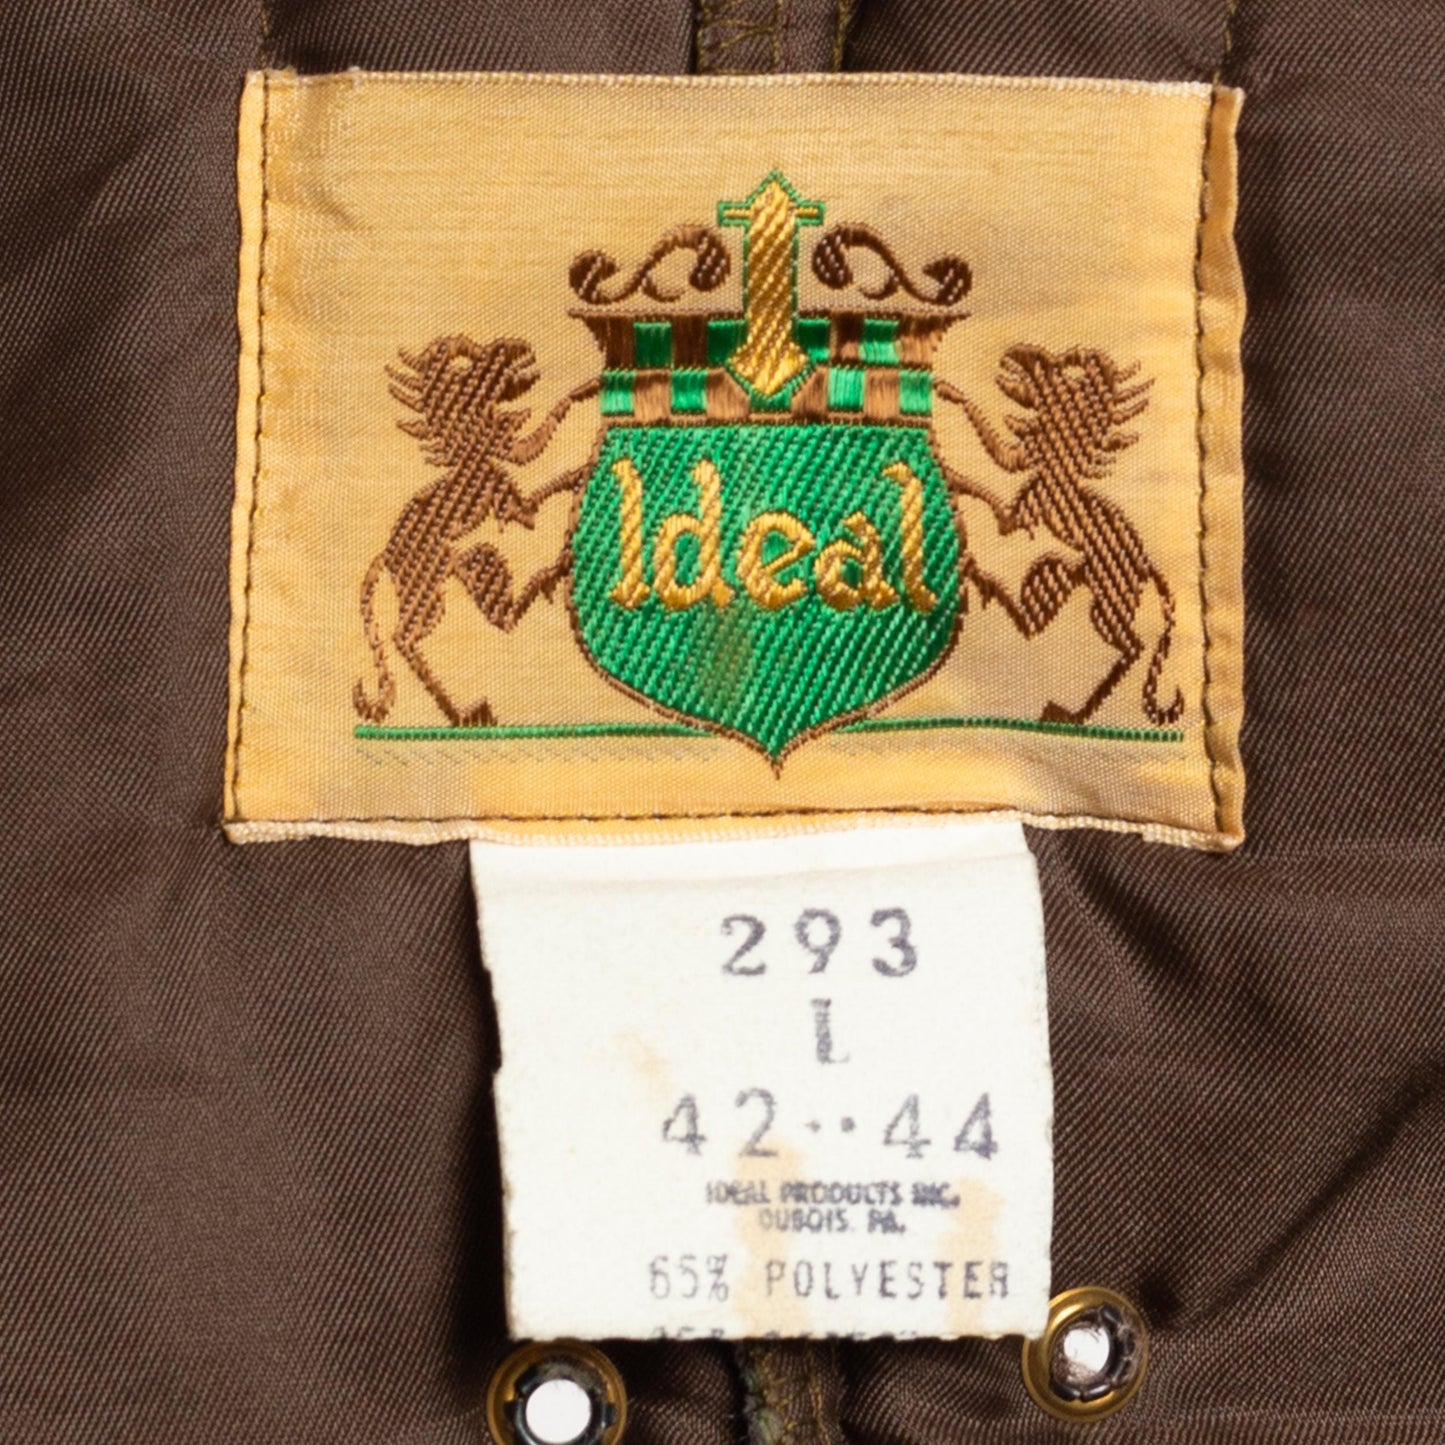 Ideal
293
L
42--44
IDEAL PRODUCTS INC.
DUBOIS, PA.
65% POLYESTER